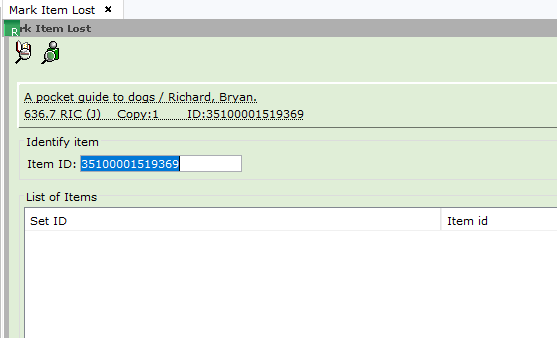 Mark Item Lost ×
R rk Item Lost
A pocket guide to dogs / Richard, Bryan.
636.7 RIC (J) Copy:1 ID:35100001519369
Identify item
Item ID: 35100001519369
List of Items
Set ID Item id